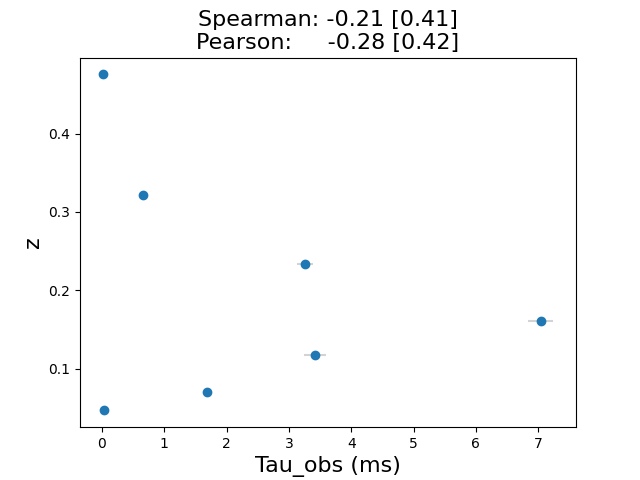 Spearman: -0.21 [0.41]
Pearson: -0.28 [0.42]
0.4
0.3
0.2
0.1
z
0 1 2 3 4 5 6 7
Tau_obs (ms)